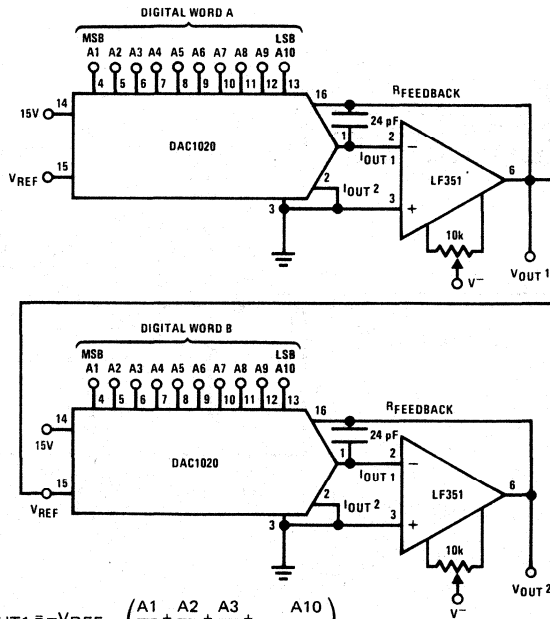 DIGITAL WORD A
MSB LSB
A1 A2 A3 A4 A5 A6 A7 A8 A9 A10
4 5 6 7 8 9 10 11 12 13
14 15V
15 VREF
DAC1020
16 RFEEDBACK
24 pF
1 IOUT 1 2 −
2 IOUT 2
3 3 +
LF351
6
10k
V−
VOUT 1
DIGITAL WORD B
MSB LSB
A1 A2 A3 A4 A5 A6 A7 A8 A9 A10
4 5 6 7 8 9 10 11 12 13
14 15V
15 VREF
DAC1020
16 RFEEDBACK
24 pF
1 IOUT 1 2 −
2 IOUT 2
3 3 +
LF351
6
10k
V−
VOUT 2
A1 + A2 + A3 + A10